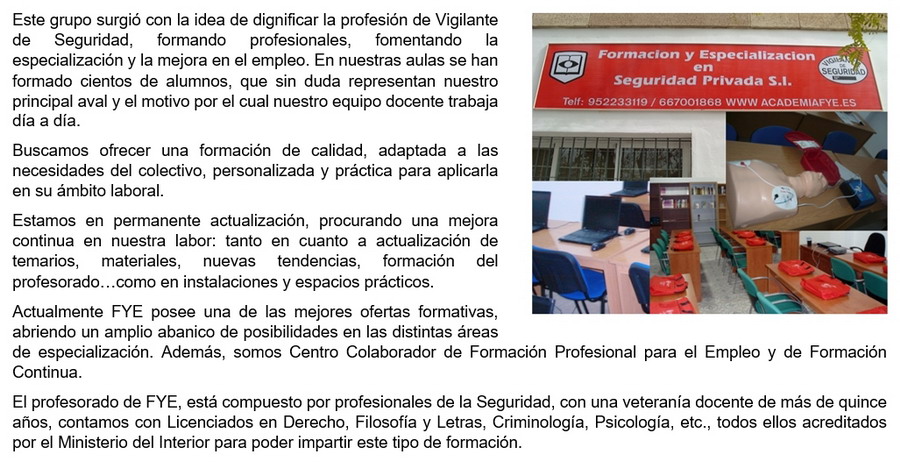 Este grupo surgió con la idea de dignificar la profesión de Vigilante
de Seguridad, formando profesionales, fomentando la
especialización y la mejora en el empleo. En nuestras aulas se han
formado cientos de alumnos, que sin duda representan nuestro
principal aval y el motivo por el cual nuestro equipo docente trabaja
día a día.
Buscamos ofrecer una formación de calidad, adaptada a las
necesidades del colectivo, personalizada y práctica para aplicarla
en su ámbito laboral.
Estamos en permanente actualización, procurando una mejora
continua en nuestra labor: tanto en cuanto a actualización de
temarios, materiales, nuevas tendencias, formación del
profesorado…como en instalaciones y espacios prácticos.
Actualmente FYE posee una de las mejores ofertas formativas,
abriendo un amplio abanico de posibilidades en las distintas áreas
de especialización. Además, somos Centro Colaborador de Formación Profesional para el Empleo y de Formación
Continua.
El profesorado de FYE, está compuesto por profesionales de la Seguridad, con una veteranía docente de más de quince
años, contamos con Licenciados en Derecho, Filosofía y Letras, Criminología, Psicología, etc., todos ellos acreditados
por el Ministerio del Interior para poder impartir este tipo de formación.
Formacion y Especializacion
en
Seguridad Privada S.l.
Telf: 952233119 / 667001868 WWW.ACADEMIAFYE.ES
VIGILANTE
DE
SEGURIDAD